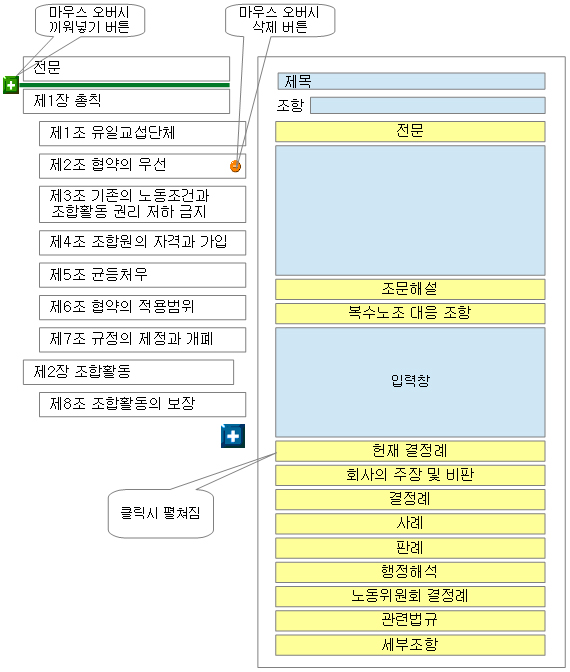 마우스 오버시
끼워넣기 버튼
마우스 오버시
삭제 버튼
전문
제1장 총칙
제1조 유일교섭단체
제2조 협약의 우선
제3조 기존의 노동조건과
조합활동 권리 저하 금지
제4조 조합원의 자격과 가입
제5조 균등처우
제6조 협약의 적용범위
제7조 규정의 제정과 개폐
제2장 조합활동
제8조 조합활동의 보장
클릭시 펼쳐짐
제목
조항
전문
조문해설
복수노조 대응 조항
입력창
헌재 결정례
회사의 주장 및 비판
결정례
사례
판례
행정해석
노동위원회 결정례
관련법규
세부조항